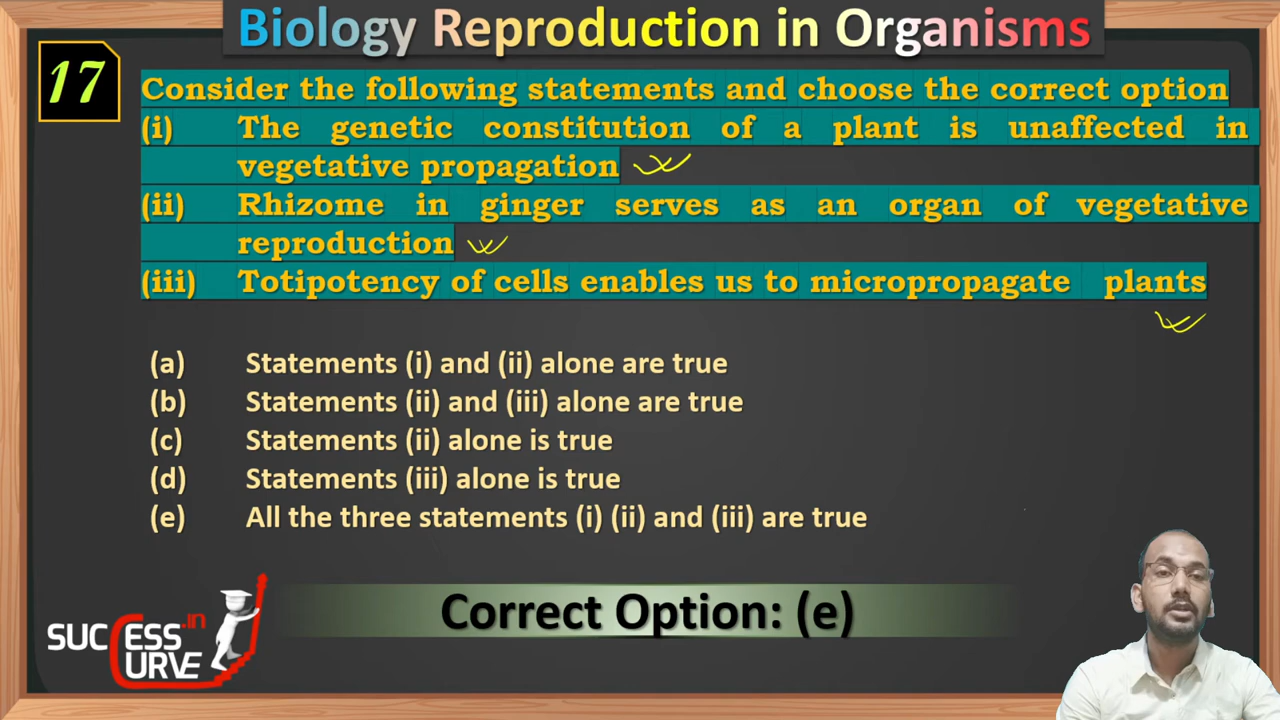 Biology Reproduction in Organisms
17
Consider the following statements and choose the correct option
(i) The genetic constitution of a plant is unaffected in
vegetative propagation
(ii) Rhizome in ginger serves as an organ of vegetative
reproduction
(iii) Totipotency of cells enables us to micropropagate plants
(a) Statements (i) and (ii) alone are true
(b) Statements (ii) and (iii) alone are true
(c) Statements (ii) alone is true
(d) Statements (iii) alone is true
(e) All the three statements (i) (ii) and (iii) are true
Correct Option: (e)
SUCCESS.in
CURVE